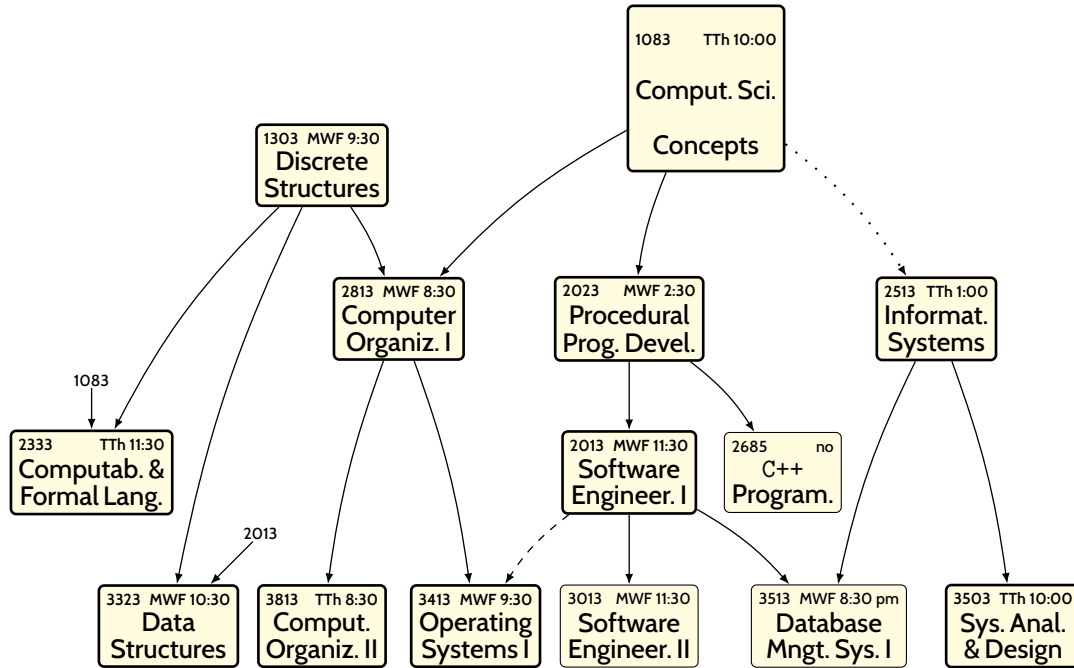 1083 TTh 10:00
Comput. Sci.
Concepts
1303 MWF 9:30
Discrete
Structures
2813 MWF 8:30
Computer
Organiz. I
2023 MWF 2:30
Procedural
Prog. Devel.
2513 TTh 1:00
Informat.
Systems
1083
2333 TTh 11:30
Computab. &
Formal Lang.
2013 MWF 11:30
Software
Engineer. I
2685 no
C++
Program.
2013
3323 MWF 10:30
Data
Structures
3813 TTh 8:30
Comput.
Organiz. II
3413 MWF 9:30
Operating
Systems I
3013 MWF 11:30
Software
Engineer. II
3513 MWF 8:30 pm
Database
Mngt. Sys. I
3503 TTh 10:00
Sys. Anal.
& Design